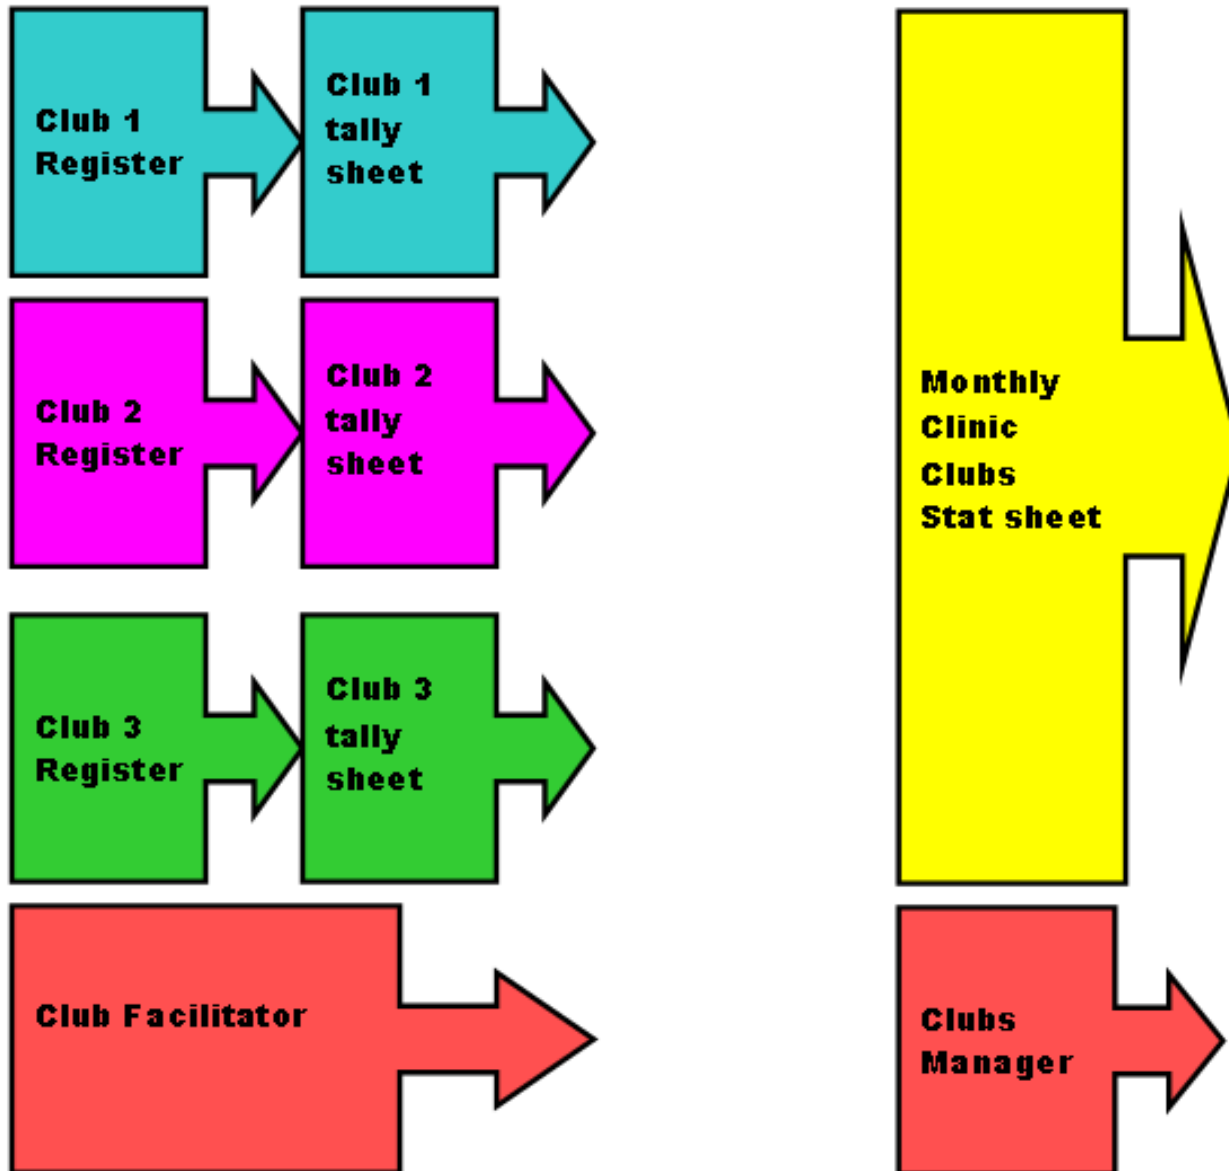 Club 1
Register
Club 1
tally
sheet
Club 2
Register
Club 2
tally
sheet
Club 3
Register
Club 3
tally
sheet
Monthly
Clinic
Clubs
Stat sheet
Club Facilitator
Clubs
Manager